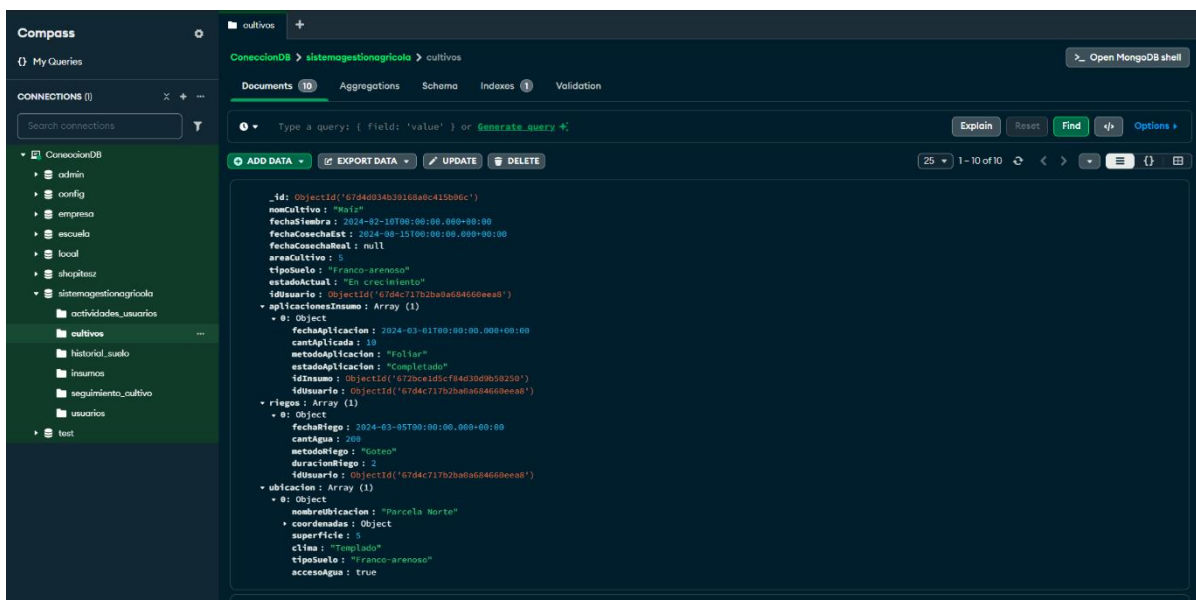 Compass
{} My Queries
CONNECTIONS (1)
Search connections
ConeccionDB
admin
config
empresa
escuela
local
shopitesz
sistemagestionagricola
actividades_usuarios
cultivos
historial_suelo
insumos
seguimiento_cultivo
usuarios
test
cultivos +
ConeccionDB > sistemagestionagricola > cultivos
>_ Open MongoDB shell
Documents 10 Aggregations Schema Indexes 1 Validation
Type a query: { field: 'value' } or Generate query
Explain Reset Find </> Options
ADD DATA EXPORT DATA UPDATE DELETE
25 1 – 10 of 10 {}
_id: ObjectId('67d4d034b30168a0c415b06c')
nomCultivo : "Maíz"
fechaSiembra : 2024-02-10T00:00:00.000+00:00
fechaCosechaEst : 2024-08-15T00:00:00.000+00:00
fechaCosechaReal : null
areaCultivo : 5
tipoSuelo : "Franco-arenoso"
estadoActual : "En crecimiento"
idUsuario : ObjectId('67d4c717b2ba0a684660eea8')
aplicacionesInsumo : Array (1)
0: Object
fechaAplicacion : 2024-03-01T00:00:00.000+00:00
cantAplicada : 10
metodoAplicacion : "Foliar"
estadoAplicacion : "Completado"
idInsumo : ObjectId('672bce1d5cf84d30d9b50250')
idUsuario : ObjectId('67d4c717b2ba0a684660eea8')
riegos : Array (1)
0: Object
fechaRiego : 2024-03-05T00:00:00.000+00:00
cantAgua : 200
metodoRiego : "Goteo"
duracionRiego : 2
idUsuario : ObjectId('67d4c717b2ba0a684660eea8')
ubicacion : Array (1)
0: Object
nombreUbicacion : "Parcela Norte"
coordenadas : Object
superficie : 5
clima : "Templado"
tipoSuelo : "Franco-arenoso"
accesoAgua : true